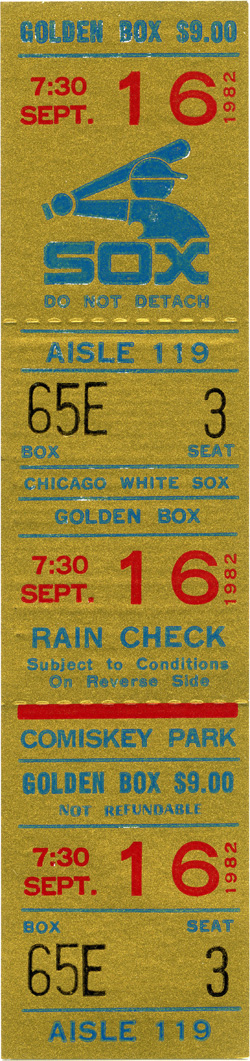 GOLDEN BOX $9.00
7:30
SEPT. 16 1982
SOX
DO NOT DETACH
AISLE 119
65E 3
BOX SEAT
CHICAGO WHITE SOX
GOLDEN BOX
7:30
SEPT. 16 1982
RAIN CHECK
Subject to Conditions
On Reverse Side
COMISKEY PARK
GOLDEN BOX $9.00
NOT REFUNDABLE
7:30
SEPT. 16 1982
BOX SEAT
65E 3
AISLE 119